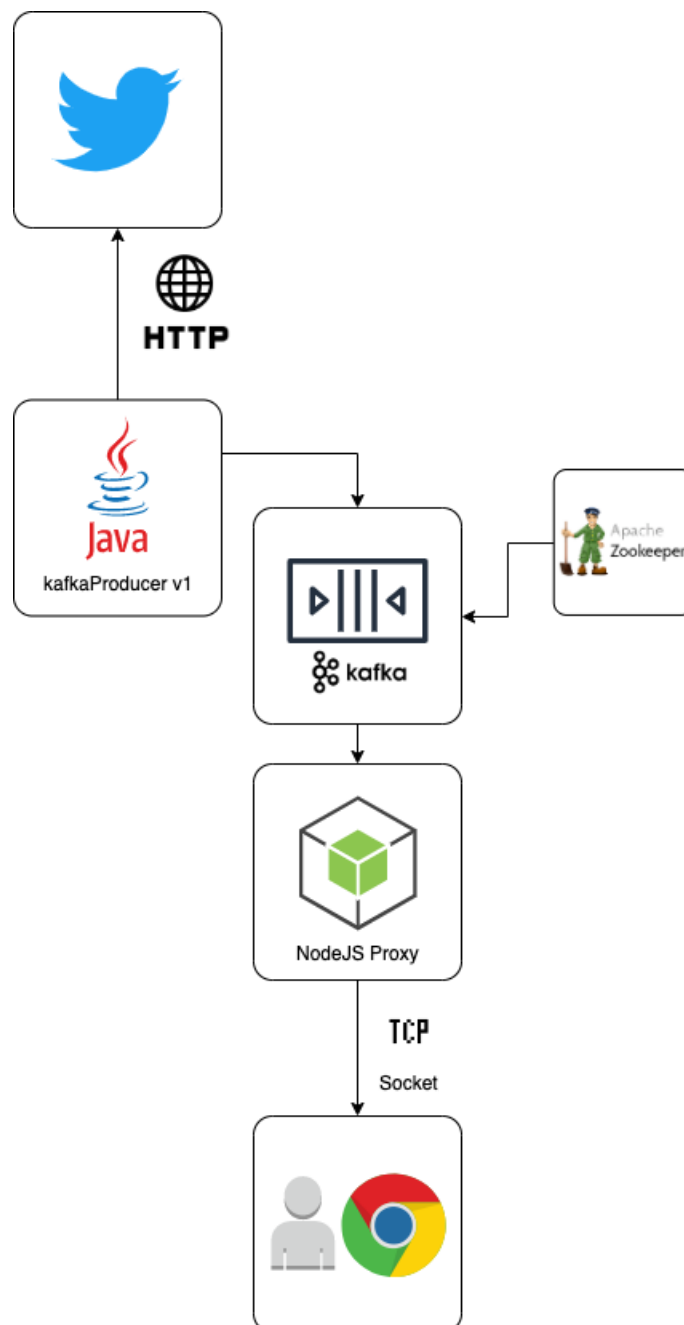 HTTP
Java
kafkaProducer v1
Apache
Zookeeper
kafka
NodeJS Proxy
TCP
Socket